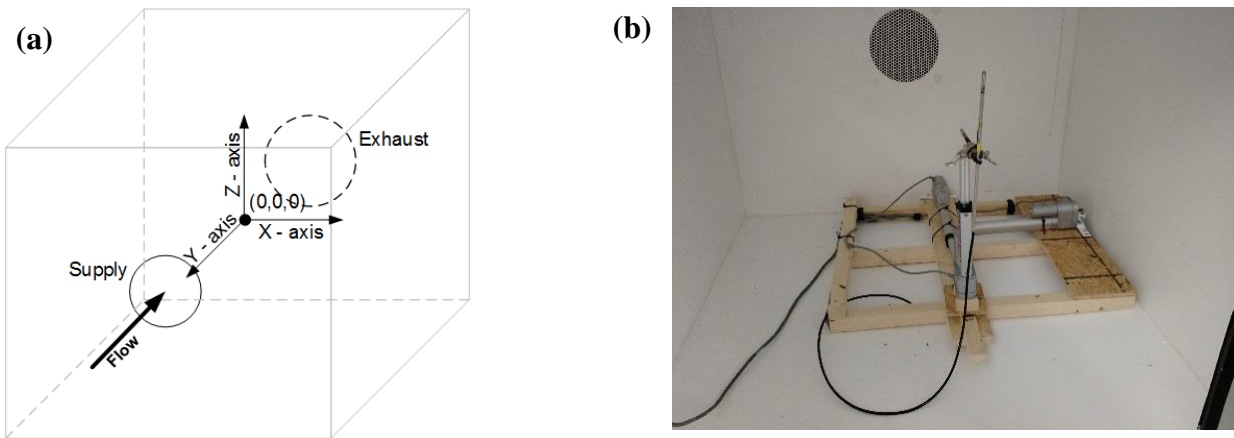 (a)
Exhaust
Z - axis
(0,0,0)
X - axis
Y - axis
Supply
Flow
(b)